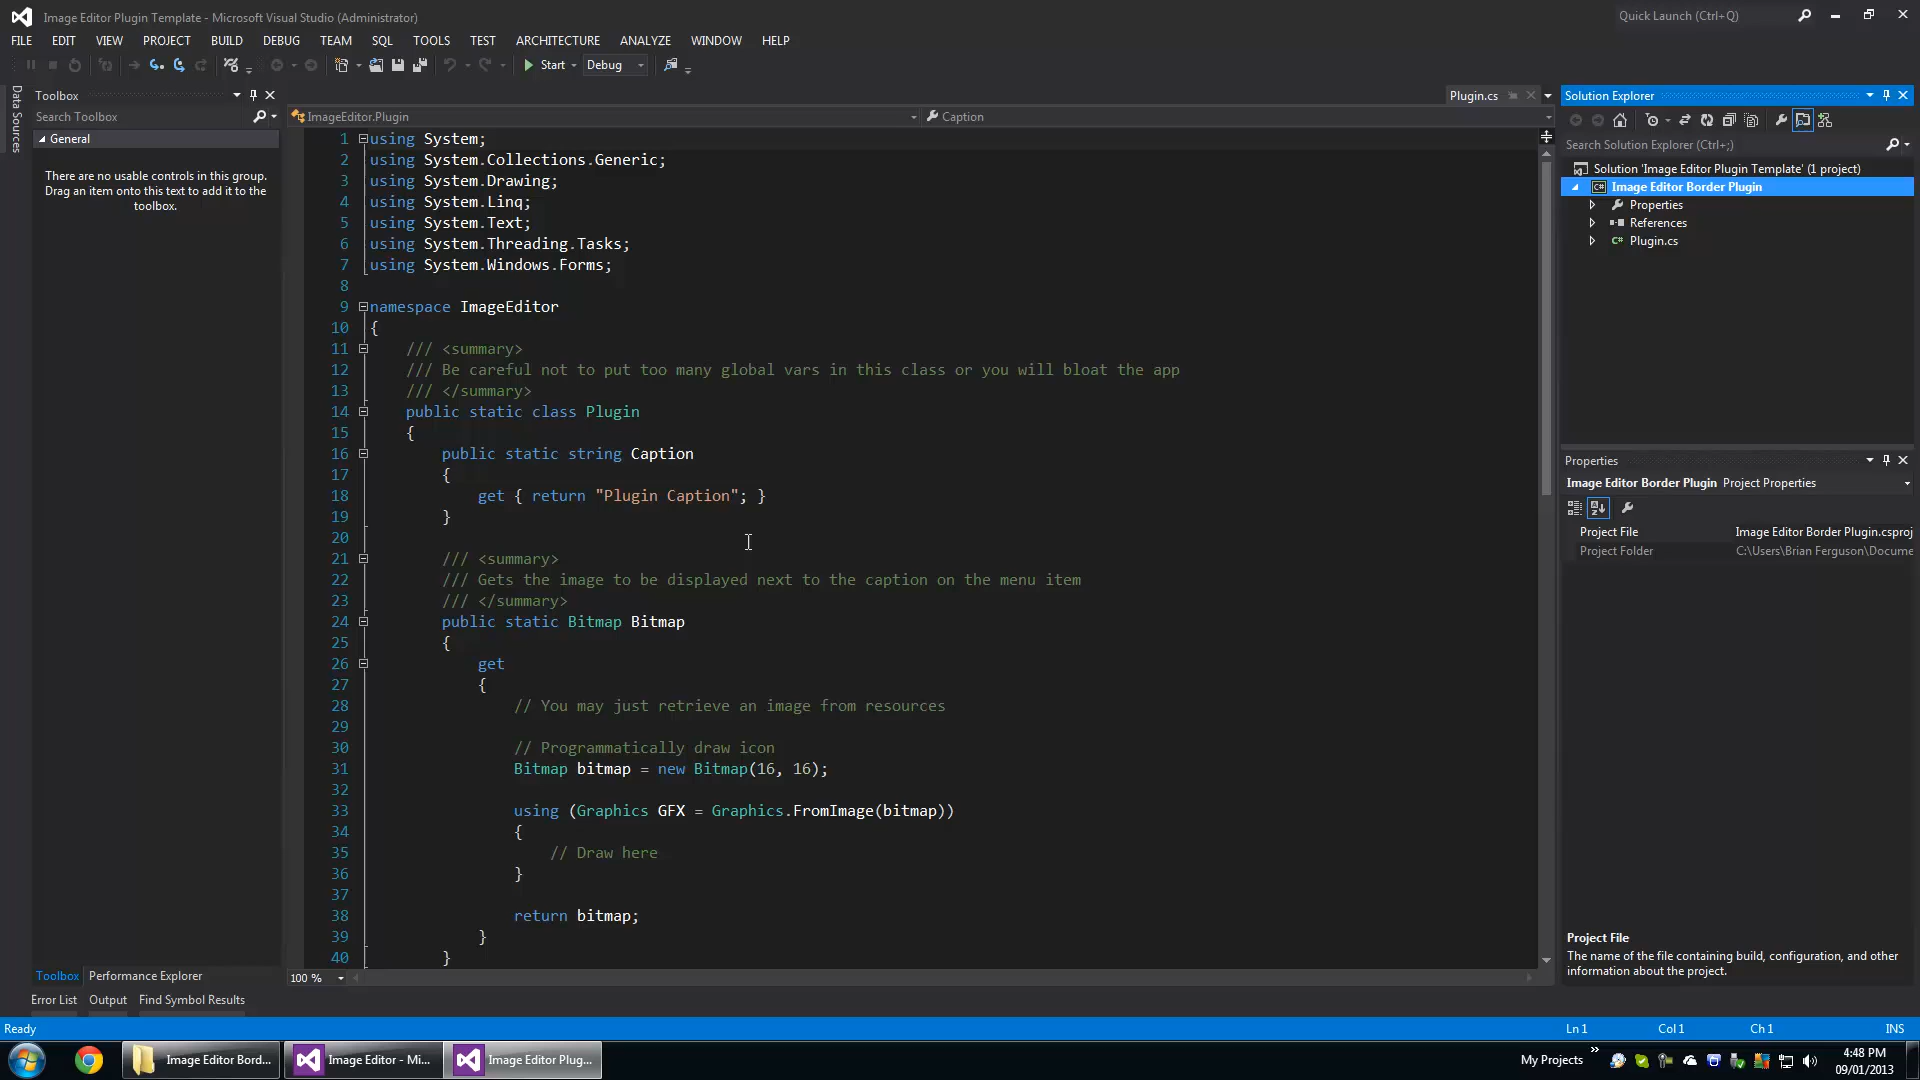 Image Editor Plugin Template - Microsoft Visual Studio (Administrator)
Quick Launch (Ctrl+Q)
FILE EDIT VIEW PROJECT BUILD DEBUG TEAM SQL TOOLS TEST ARCHITECTURE ANALYZE WINDOW HELP
Start Debug
Data Sources
Toolbox
Search Toolbox
General
There are no usable controls in this group.
Drag an item onto this text to add it to the
toolbox.
Toolbox Performance Explorer
Plugin.cs
ImageEditor.Plugin
Caption
1 using System;
2 using System.Collections.Generic;
3 using System.Drawing;
4 using System.Linq;
5 using System.Text;
6 using System.Threading.Tasks;
7 using System.Windows.Forms;
8
9 namespace ImageEditor
10 {
11 /// <summary>
12 /// Be careful not to put too many global vars in this class or you will bloat the app
13 /// </summary>
14 public static class Plugin
15 {
16 public static string Caption
17 {
18 get { return "Plugin Caption"; }
19 }
20
21 /// <summary>
22 /// Gets the image to be displayed next to the caption on the menu item
23 /// </summary>
24 public static Bitmap Bitmap
25 {
26 get
27 {
28 // You may just retrieve an image from resources
29
30 // Programmatically draw icon
31 Bitmap bitmap = new Bitmap(16, 16);
32
33 using (Graphics GFX = Graphics.FromImage(bitmap))
34 {
35 // Draw here
36 }
37
38 return bitmap;
39 }
40 }
100 %
Solution Explorer
Search Solution Explorer (Ctrl+;)
Solution 'Image Editor Plugin Template' (1 project)
Image Editor Border Plugin
Properties
References
Plugin.cs
Properties
Image Editor Border Plugin Project Properties
Project File Image Editor Border Plugin.csproj
Project Folder C:\Users\Brian Ferguson\Docume
Project File
The name of the file containing build, configuration, and other
information about the project.
Error List Output Find Symbol Results
Ready
Ln 1 Col 1 Ch 1 INS
Image Editor Bord...
Image Editor - Mi...
Image Editor Plug...
My Projects
4:48 PM
09/01/2013